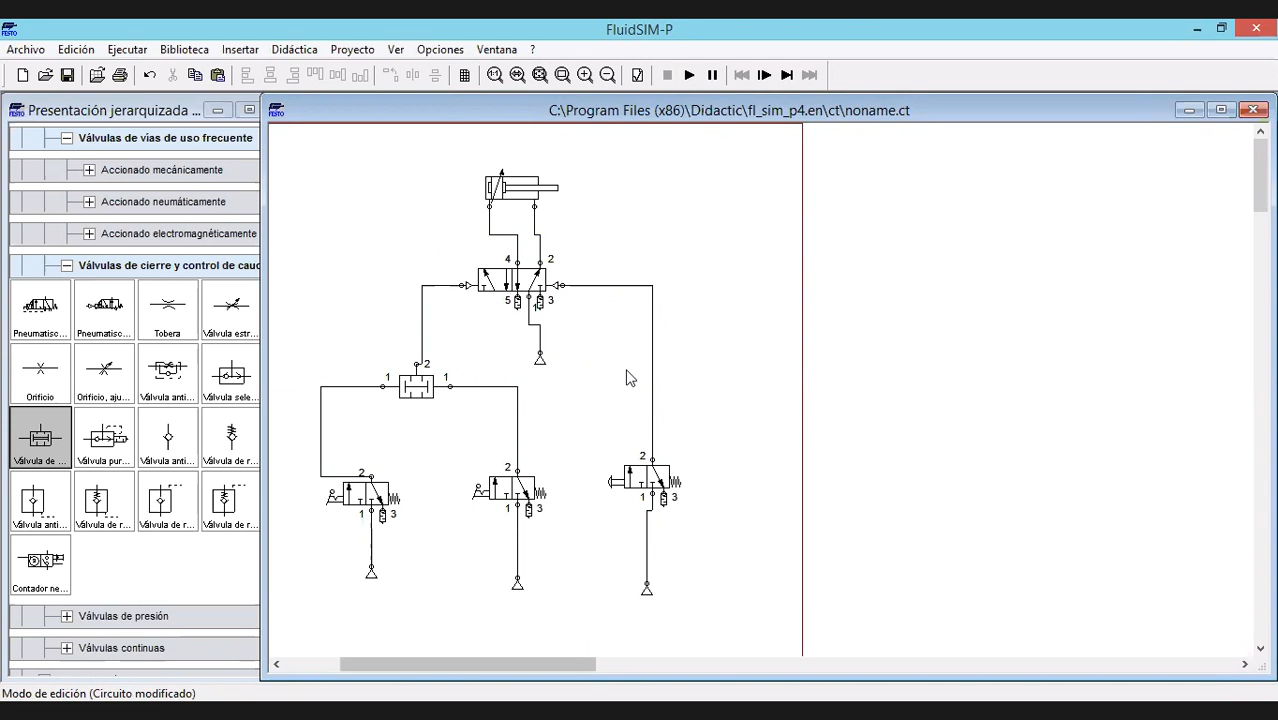 FESTO
FluidSIM-P
Archivo Edición Ejecutar Biblioteca Insertar Didáctica Proyecto Ver Opciones Ventana ?
FESTO Presentación jerarquizada ...
FESTO C:\Program Files (x86)\Didactic\fl_sim_p4.en\ct\noname.ct
Válvulas de vías de uso frecuente
Accionado mecánicamente
Accionado neumáticamente
Accionado electromagnéticamente
Válvulas de cierre y control de cauc
Pneumatisc... Pneumatisc... Tobera Válvula estr...
Orificio Orificio, aju... Válvula anti... Válvula sele...
Válvula de ... Válvula pur... Válvula anti... Válvula de r...
Válvula anti... Válvula de r... Válvula de r... Válvula de r...
Contador ne...
Válvulas de presión
Válvulas continuas
4 2
5 1 3
1 2 1
2
1 3
2
1 3
2
1 3
Modo de edición (Circuito modificado)